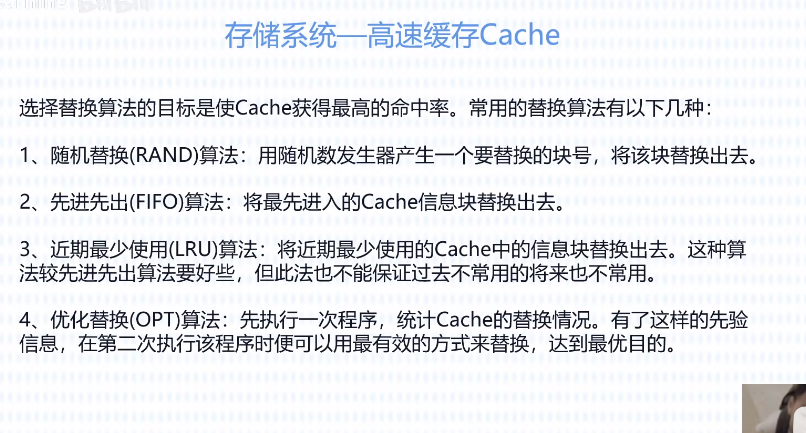 存储系统—高速缓存Cache
选择替换算法的目标是使Cache获得最高的命中率。常用的替换算法有以下几种：
1、随机替换(RAND)算法：用随机数发生器产生一个要替换的块号，将该块替换出去。
2、先进先出(FIFO)算法：将最先进入的Cache信息块替换出去。
3、近期最少使用(LRU)算法：将近期最少使用的Cache中的信息块替换出去。这种算
法较先进先出算法要好些，但此法也不能保证过去不常用的将来也不常用。
4、优化替换(OPT)算法：先执行一次程序，统计Cache的替换情况。有了这样的先验
信息，在第二次执行该程序时便可以用最有效的方式来替换，达到最优目的。